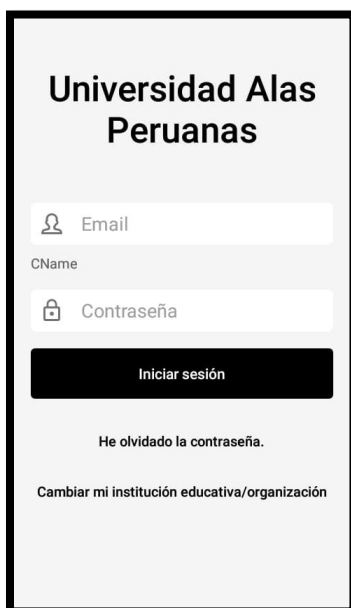 Universidad Alas
Peruanas
Email
CName
Contraseña
Iniciar sesión
He olvidado la contraseña.
Cambiar mi institución educativa/organización